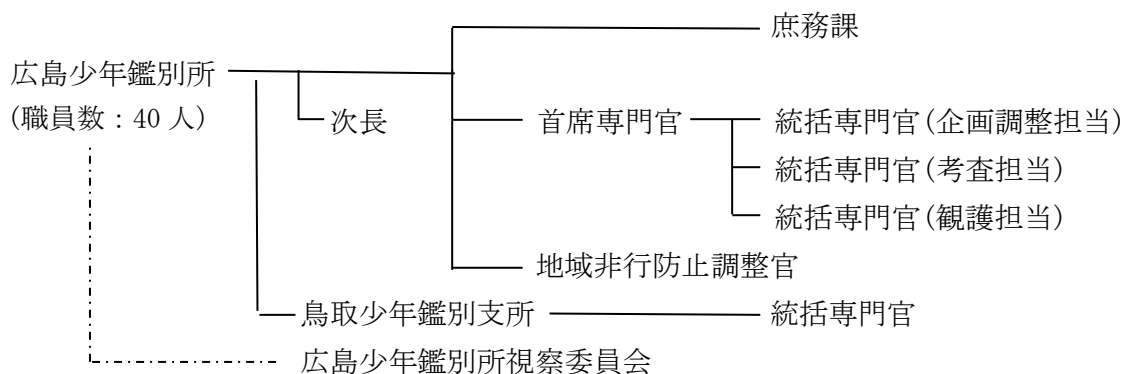 庶務課
広島少年鑑別所
(職員数：40 人)
次長
首席専門官
統括専門官(企画調整担当)
統括専門官(考査担当)
統括専門官(観護担当)
地域非行防止調整官
鳥取少年鑑別支所
統括専門官
広島少年鑑別所視察委員会